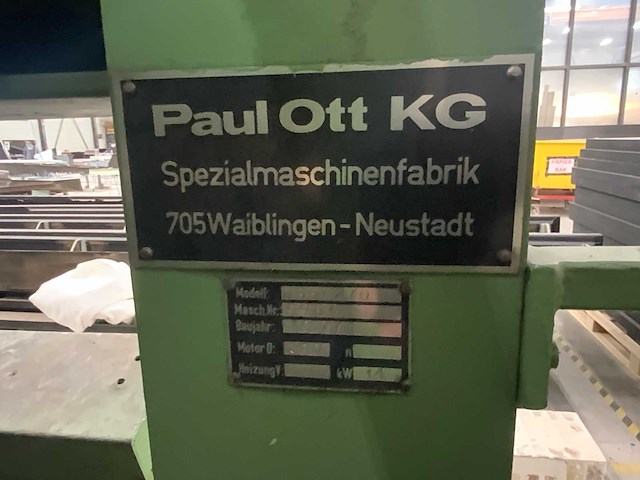 Paul Ott KG
Spezialmaschinenfabrik
705 Waiblingen-Neustadt
Modell:
Masch.Nr.:
Baujahr:
Motor n
Heizung V kW